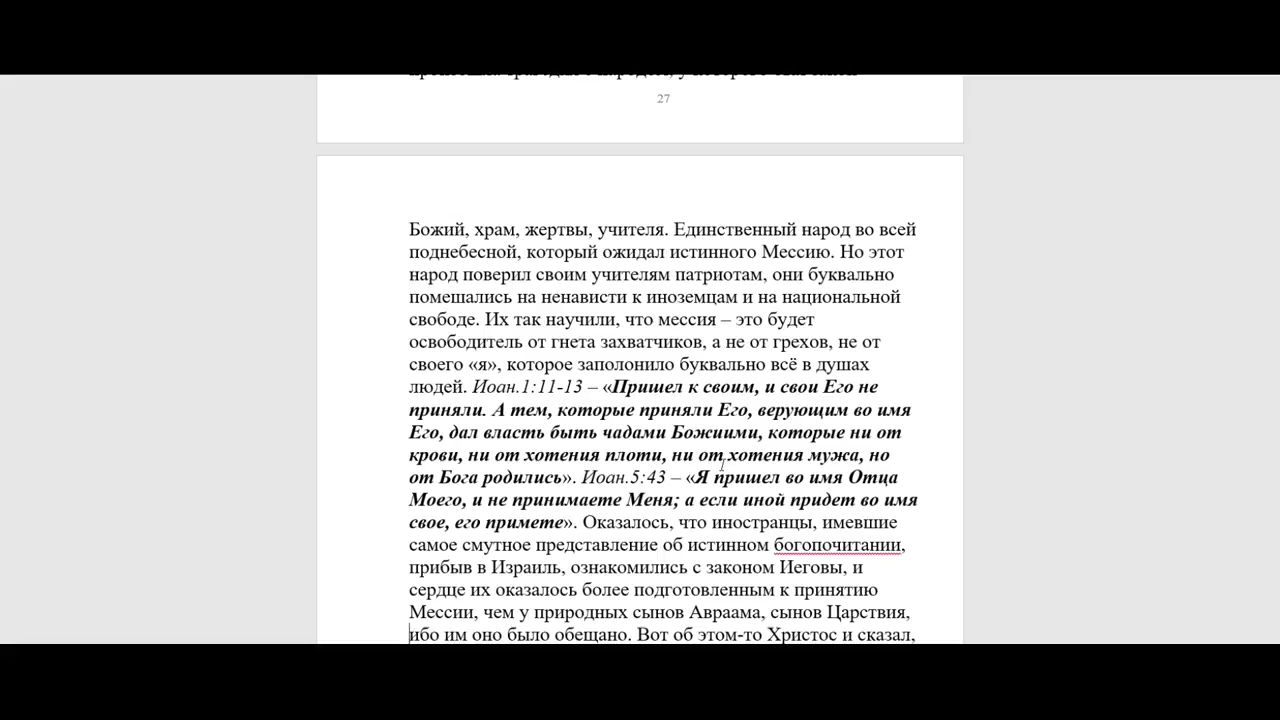 27
Божий, храм, жертвы, учителя. Единственный народ во всей
поднебесной, который ожидал истинного Мессию. Но этот
народ поверил своим учителям патриотам, они буквально
помешались на ненависти к иноземцам и на национальной
свободе. Их так научили, что мессия – это будет
освободитель от гнета захватчиков, а не от грехов, не от
своего «я», которое заполонило буквально всё в душах
людей. Иоан.1:11-13 – «Пришел к своим, и свои Его не
приняли. А тем, которые приняли Его, верующим во имя
Его, дал власть быть чадами Божиими, которые ни от
крови, ни от хотения плоти, ни от хотения мужа, но
от Бога родились». Иоан.5:43 – «Я пришел во имя Отца
Моего, и не принимаете Меня; а если иной придет во имя
свое, его примете». Оказалось, что иностранцы, имевшие
самое смутное представление об истинном богопочитании,
прибыв в Израиль, ознакомились с законом Иеговы, и
сердце их оказалось более подготовленным к принятию
Мессии, чем у природных сынов Авраама, сынов Царствия,
ибо им оно было обещано. Вот об этом-то Христос и сказал,